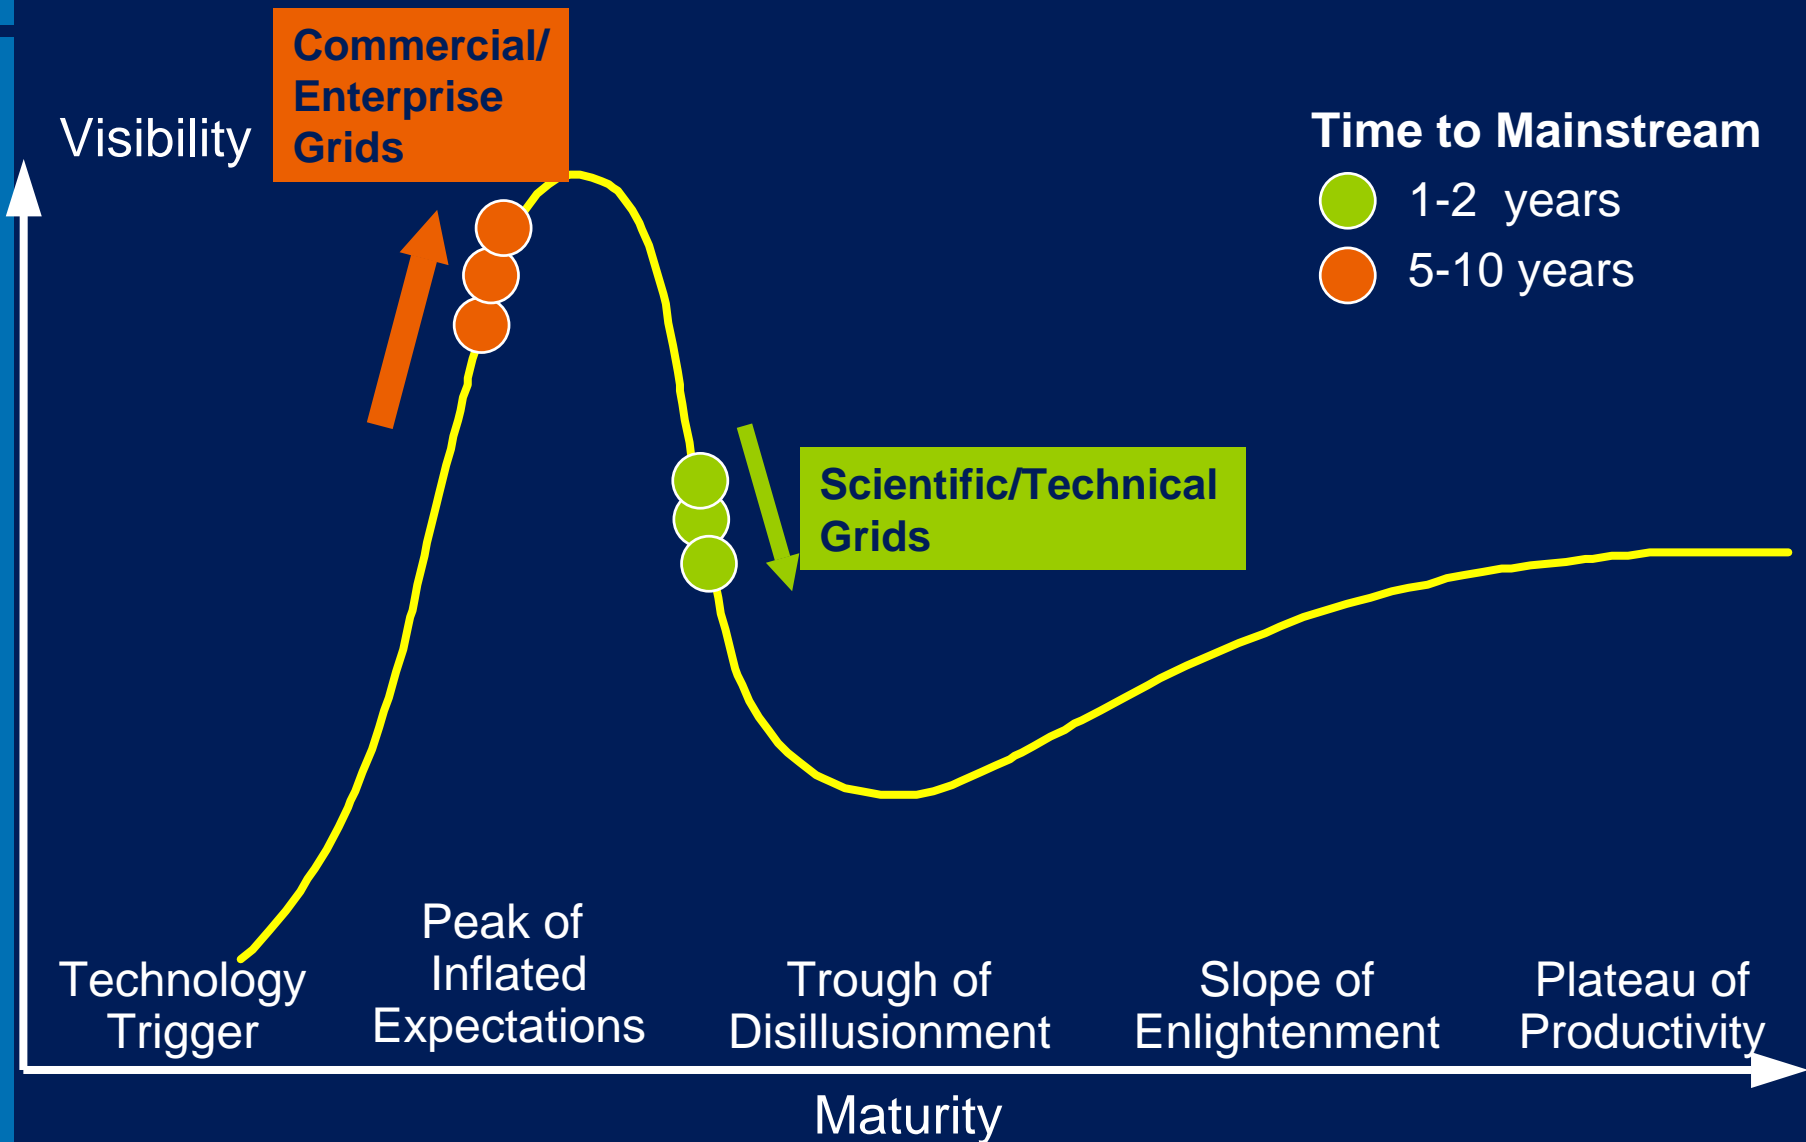 Commercial/
Enterprise
Grids
Visibility
Time to Mainstream
1-2 years
5-10 years
Scientific/Technical
Grids
Technology
Trigger
Peak of
Inflated
Expectations
Trough of
Disillusionment
Slope of
Enlightenment
Plateau of
Productivity
Maturity